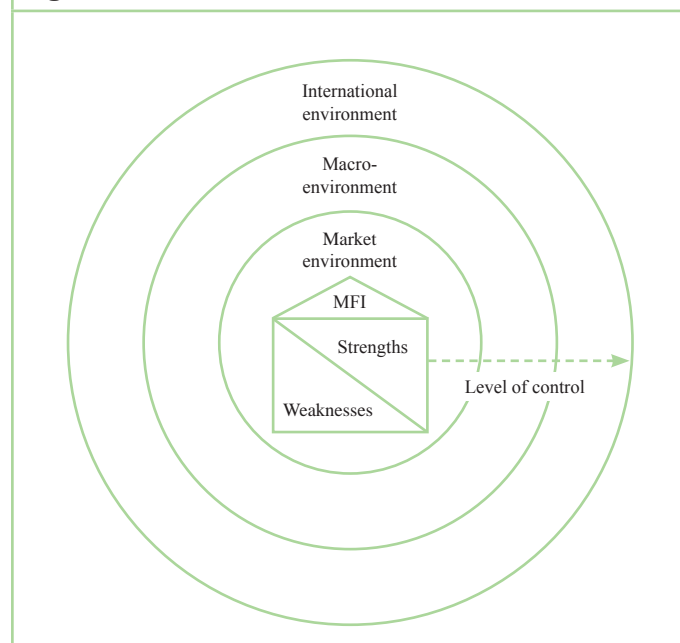 International
environment
Macro-
environment
Market
environment
MFI
Strengths
Level of control
Weaknesses